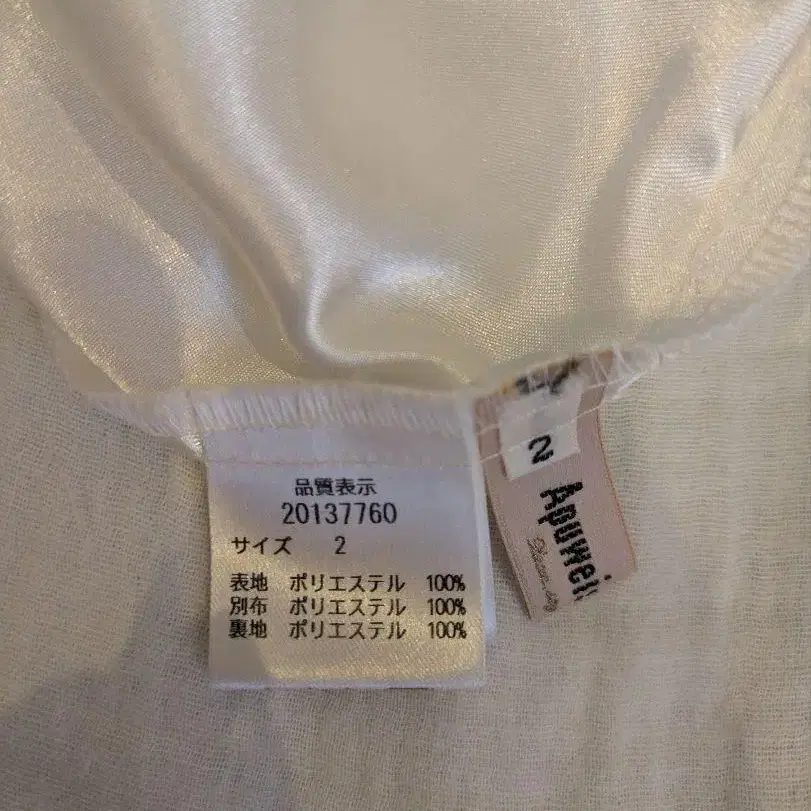 品質表示
20137760
サイズ 2
表地 ポリエステル 100%
別布 ポリエステル 100%
裏地 ポリエステル 100%
2
Apuwei